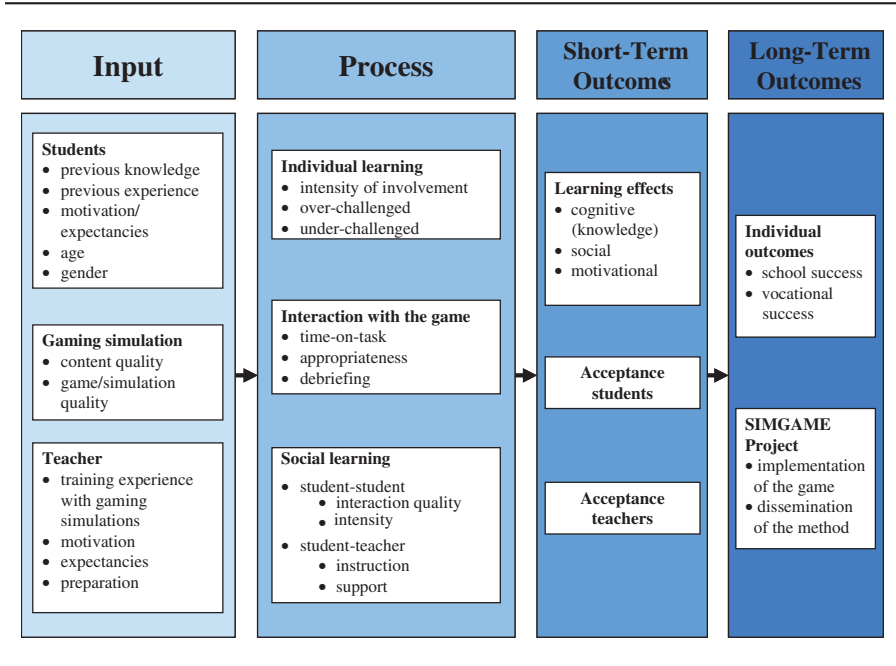 Input
Process
Short-Term
Outcomes
Long-Term
Outcomes
Students
• previous knowledge
• previous experience
• motivation/
expectancies
• age
• gender
Gaming simulation
• content quality
• game/simulation
quality
Teacher
• training experience
with gaming
simulations
• motivation
• expectancies
• preparation
Individual learning
• intensity of involvement
• over-challenged
• under-challenged
Interaction with the game
• time-on-task
• appropriateness
• debriefing
Social learning
• student-student
• interaction quality
• intensity
• student-teacher
• instruction
• support
Learning effects
• cognitive
(knowledge)
• social
• motivational
Acceptance
students
Acceptance
teachers
Individual
outcomes
• school success
• vocational
success
SIMGAME
Project
• implementation
of the game
• dissemination
of the method